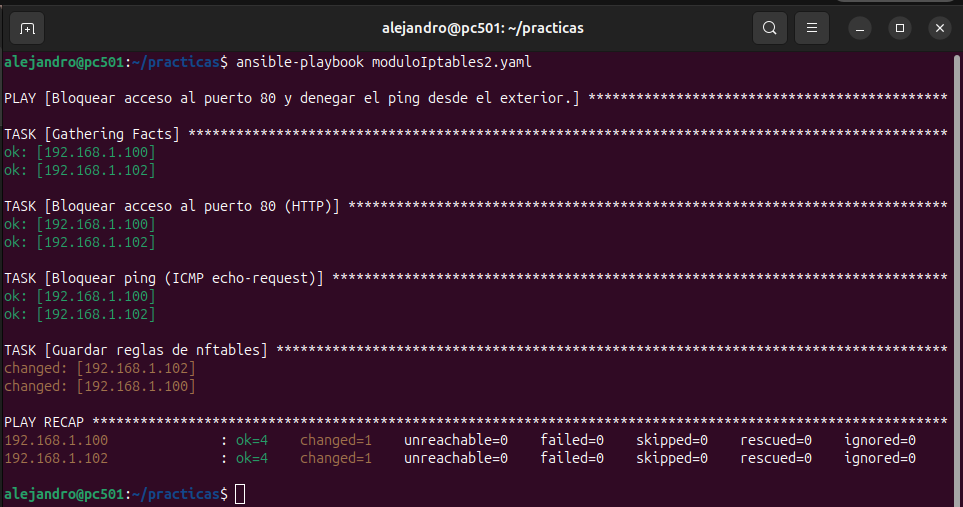 alejandro@pc501: ~/practicas
alejandro@pc501:~/practicas$ ansible-playbook moduloIptables2.yaml
PLAY [Bloquear acceso al puerto 80 y denegar el ping desde el exterior.] *********************************************
TASK [Gathering Facts] ***********************************************************************************************
ok: [192.168.1.100]
ok: [192.168.1.102]
TASK [Bloquear acceso al puerto 80 (HTTP)] ***************************************************************************
ok: [192.168.1.100]
ok: [192.168.1.102]
TASK [Bloquear ping (ICMP echo-request)] *****************************************************************************
ok: [192.168.1.100]
ok: [192.168.1.102]
TASK [Guardar reglas de nftables] ************************************************************************************
changed: [192.168.1.102]
changed: [192.168.1.100]
PLAY RECAP ***********************************************************************************************************
192.168.1.100              : ok=4    changed=1    unreachable=0    failed=0    skipped=0    rescued=0    ignored=0
192.168.1.102              : ok=4    changed=1    unreachable=0    failed=0    skipped=0    rescued=0    ignored=0
alejandro@pc501:~/practicas$